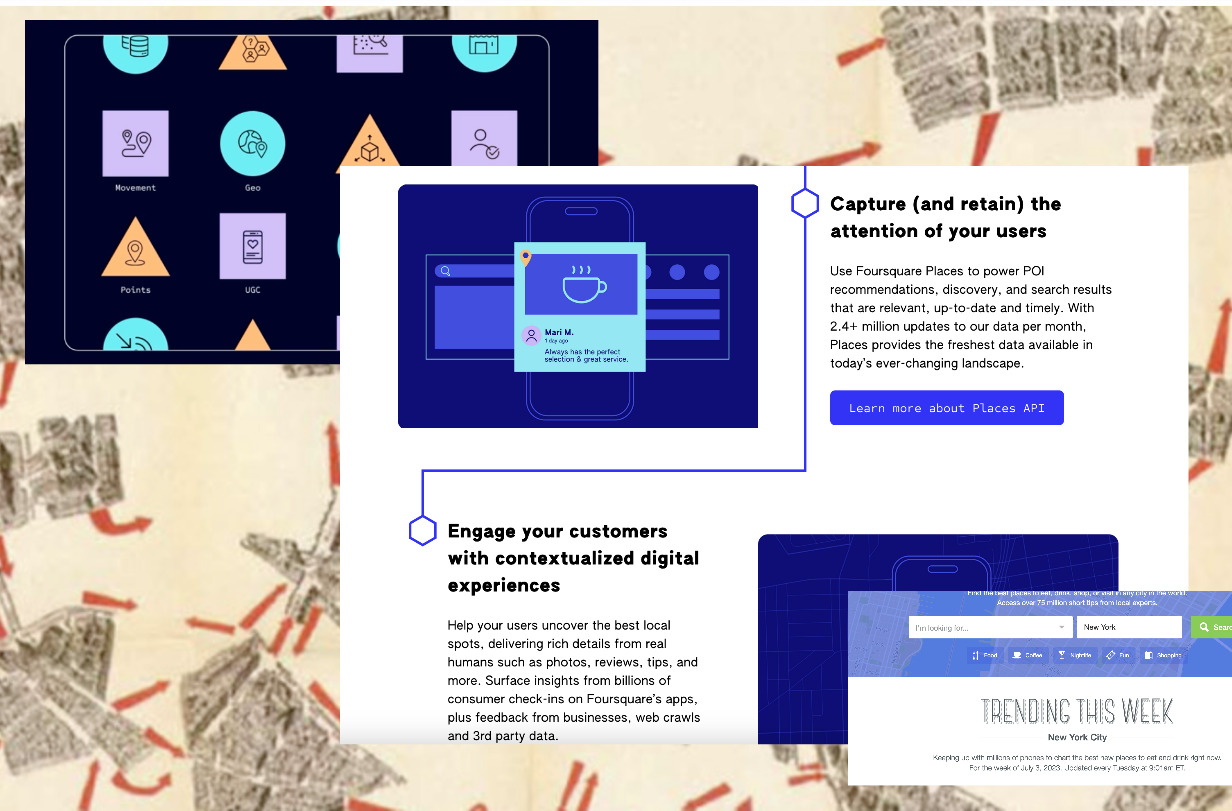 Movement
Geo
Points
UGC
Mari M.
1 day ago
Always has the perfect
selection & great service.
Capture (and retain) the
attention of your users
Use Foursquare Places to power POI
recommendations, discovery, and search results
that are relevant, up-to-date and timely. With
2.4+ million updates to our data per month,
Places provides the freshest data available in
today's ever-changing landscape.
Learn more about Places API
Engage your customers
with contextualized digital
experiences
Help your users uncover the best local
spots, delivering rich details from real
humans such as photos, reviews, tips, and
more. Surface insights from billions of
consumer check-ins on Foursquare's apps,
plus feedback from businesses, web crawls
and 3rd party data.
Find the best places to eat, drink, shop, or visit in any city in the world.
Access over 75 million short tips from local experts.
I'm looking for...
New York
Searc
Food
Coffee
Nightlife
Fun
Shopping
TRENDING THIS WEEK
New York City
Keeping up with millions of phones to chart the best new places to eat and drink right now.
For the week of July 3, 2023. Updated every Tuesday at 9:01am ET.